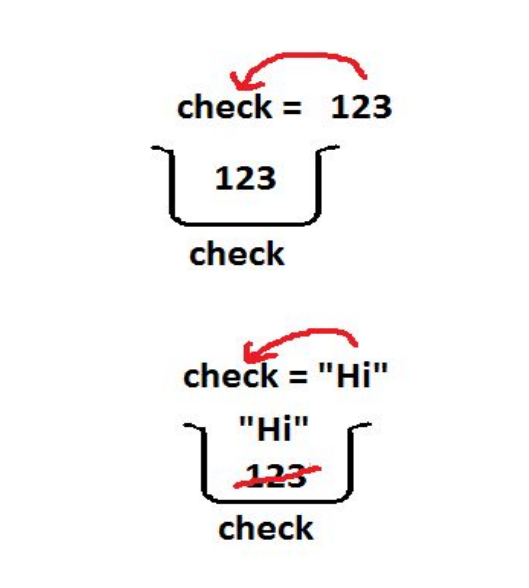 check = 123
123
check
check = "Hi"
"Hi"
123
check